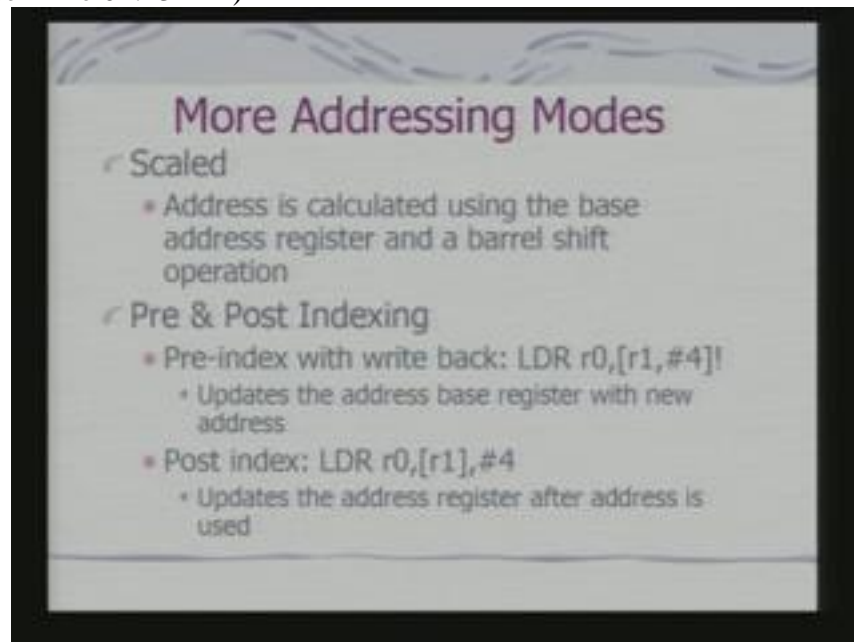 More Addressing Modes
Scaled
• Address is calculated using the base
address register and a barrel shift
operation
Pre & Post Indexing
• Pre-index with write back: LDR r0,[r1,#4]!
• Updates the address base register with new
address
• Post index: LDR r0,[r1],#4
• Updates the address register after address is
used